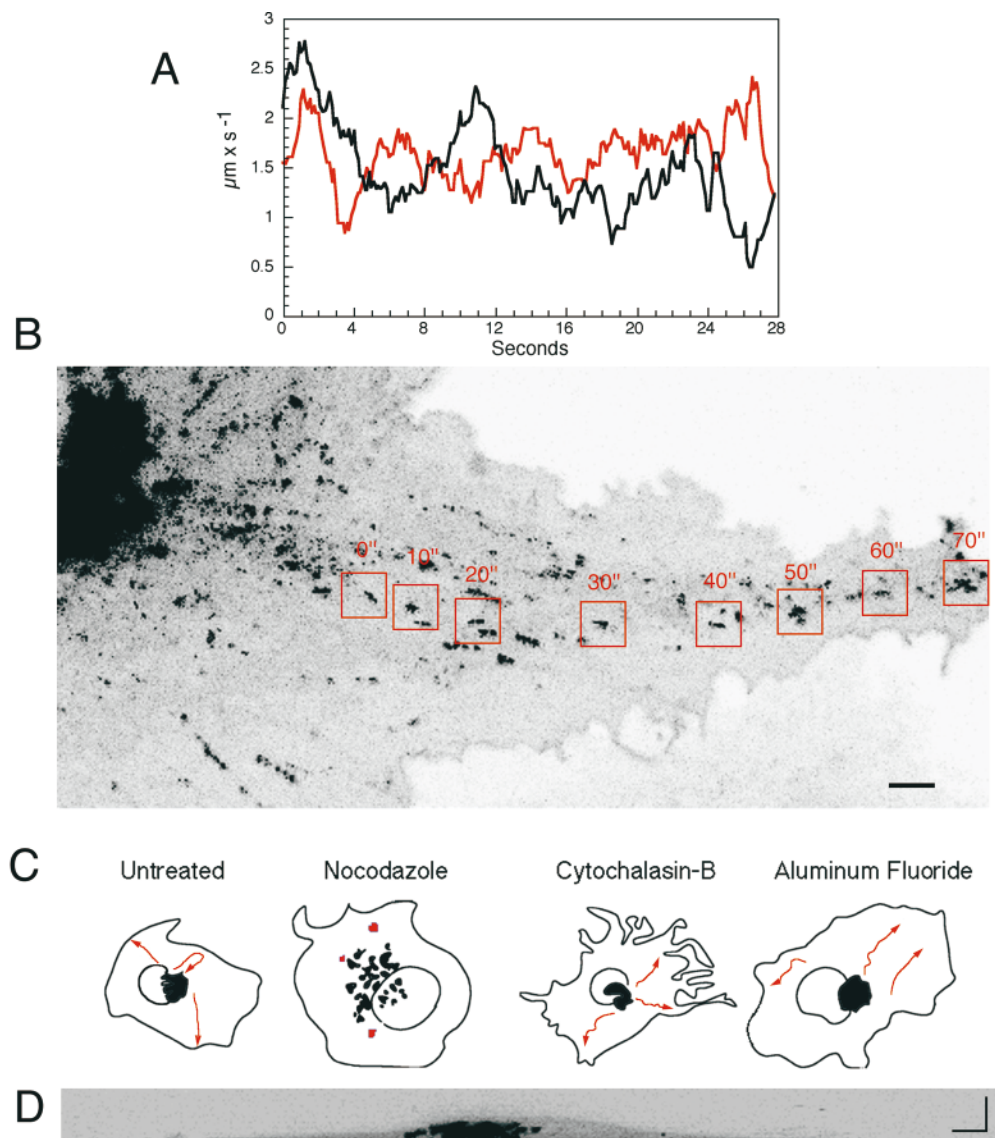 A
3
2.5
2
1.5
1
0.5
0
µm x s -1
0 4 8 12 16 20 24 28
Seconds
B
0" 10" 20" 30" 40" 50" 60" 70"
C
Untreated Nocodazole Cytochalasin-B Aluminum Fluoride
D